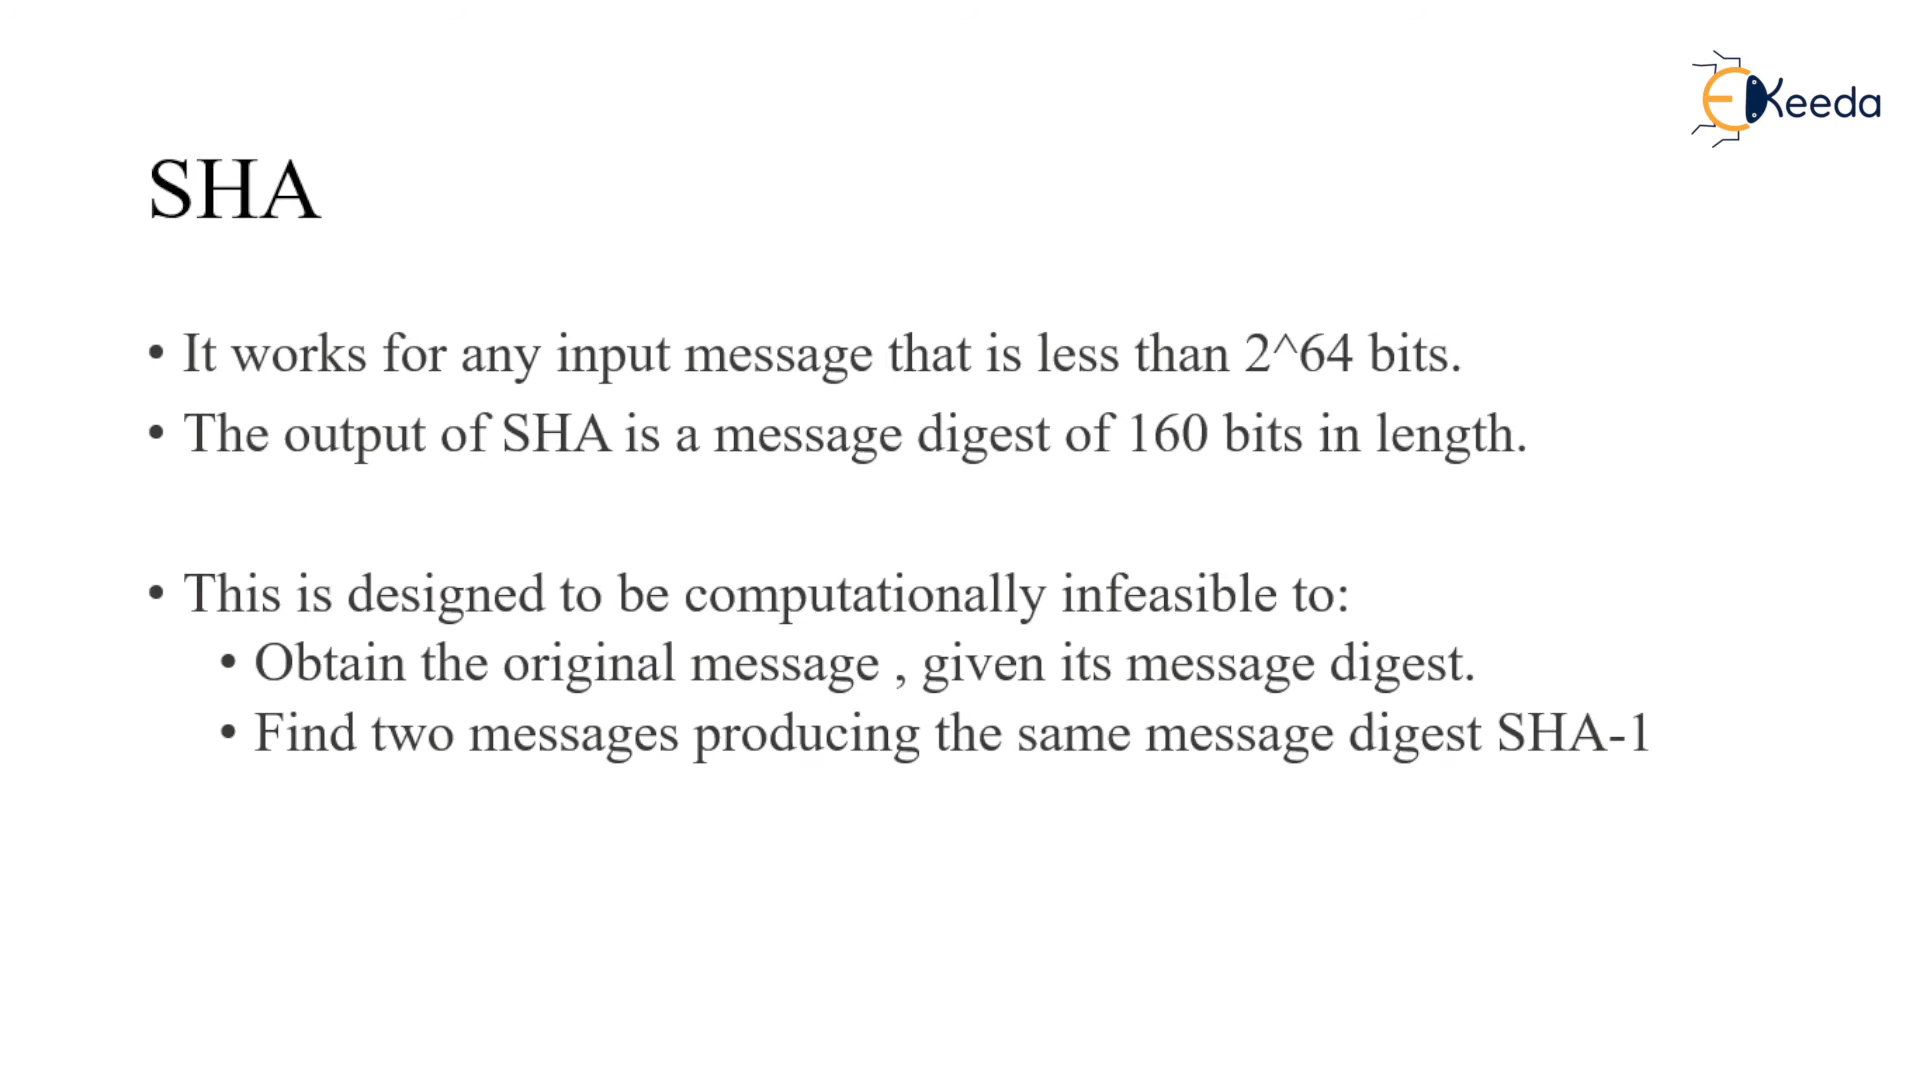 EKeeda
SHA
• It works for any input message that is less than 2^64 bits.
• The output of SHA is a message digest of 160 bits in length.
• This is designed to be computationally infeasible to:
• Obtain the original message , given its message digest.
• Find two messages producing the same message digest SHA-1